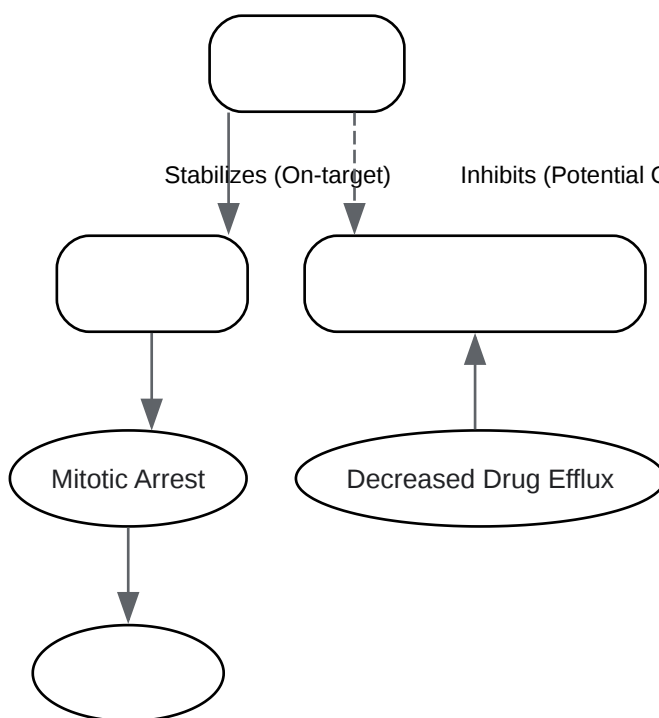 Stabilizes (On-target)
Inhibits (Potential
Mitotic Arrest
Decreased Drug Efflux